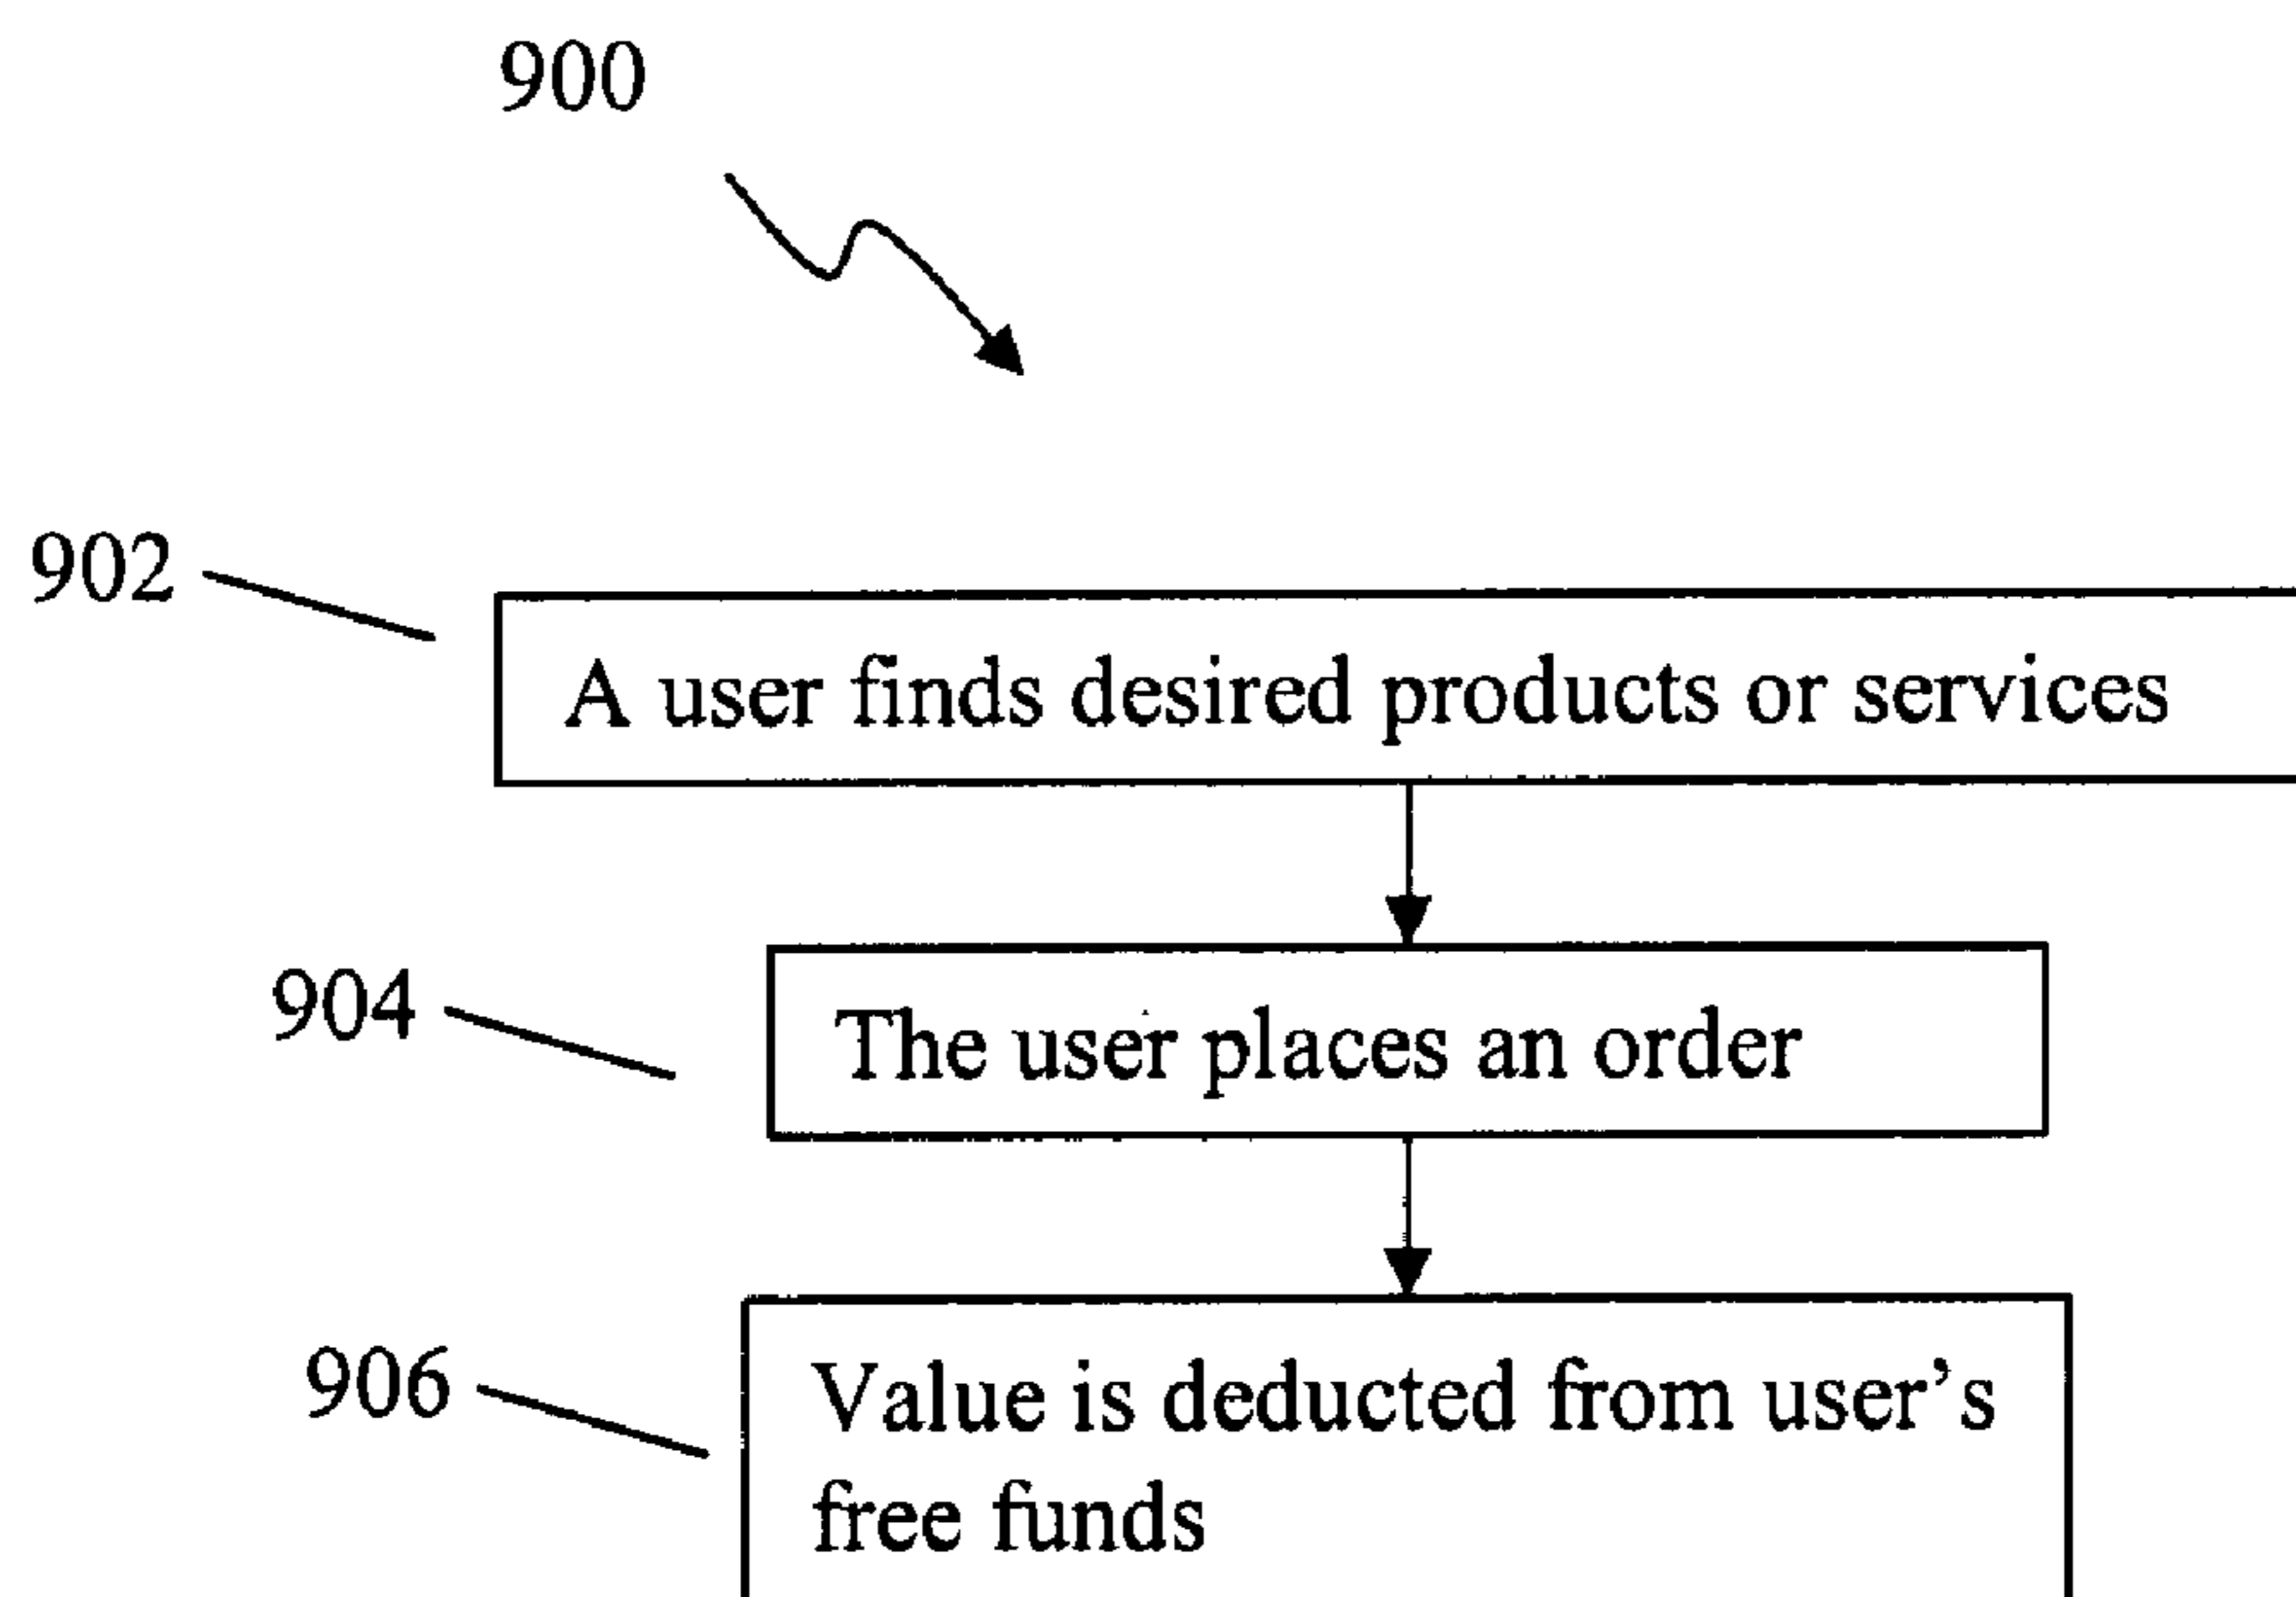 900
902
A user finds desired products or services
904
The user places an order
906
Value is deducted from user's
free funds